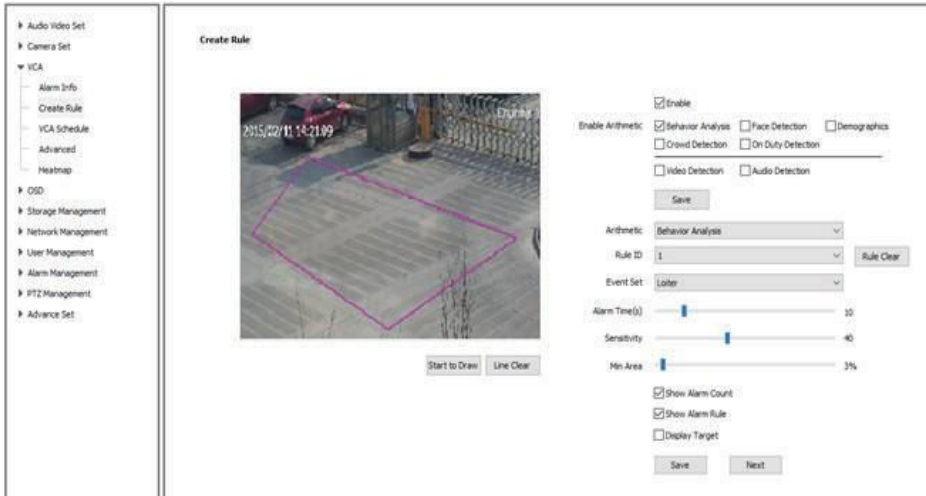 Audio Video Set
Camera Set
VCA
Alarm Info
Create Rule
VCA Schedule
Advanced
Heatmap
OSD
Storage Management
Network Management
User Management
Alarm Management
PTZ Management
Advance Set
Create Rule
2015/02/11 14:21:09
Start to Draw
Line Clear
Enable
Enable Arithmetic
Behavior Analysis
Face Detection
Demographics
Crowd Detection
On Duty Detection
Video Detection
Audio Detection
Save
Arithmetic
Behavior Analysis
Rule ID
1
Rule Clear
Event Set
Loiter
Alarm Time(s)
10
Sensitivity
40
Min Area
3%
Show Alarm Count
Show Alarm Rule
Display Target
Save
Next